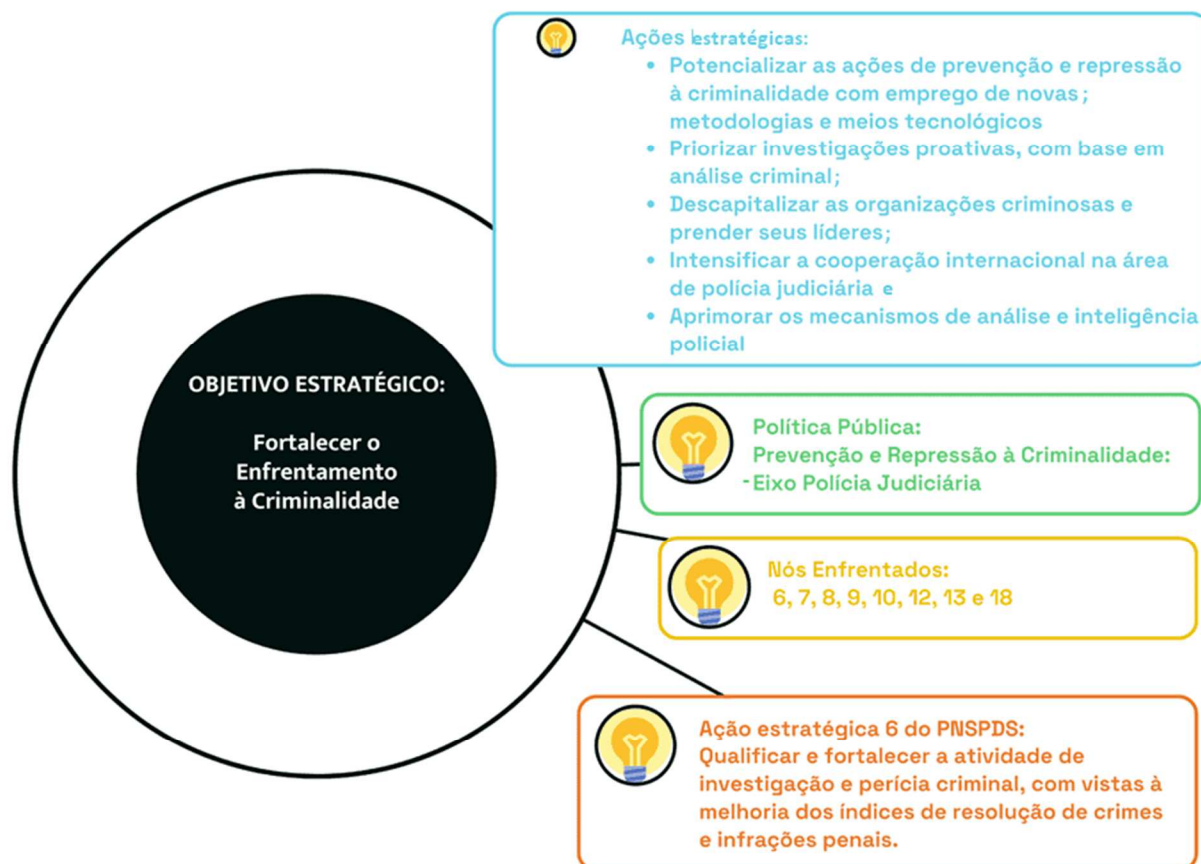 Ações estratégicas:
• Potencializar as ações de prevenção e repressão
à criminalidade com emprego de novas;
metodologias e meios tecnológicos
• Priorizar investigações proativas, com base em
análise criminal;
• Descapitalizar as organizações criminosas e
prender seus líderes;
• Intensificar a cooperação internacional na área
de polícia judiciária e
• Aprimorar os mecanismos de análise e inteligência
policial
OBJETIVO ESTRATÉGICO:
Fortalecer o
Enfrentamento
à Criminalidade
Política Pública:
Prevenção e Repressão à Criminalidade:
-Eixo Polícia Judiciária
Nós Enfrentados:
6, 7, 8, 9, 10, 12, 13 e 18
Ação estratégica 6 do PNSPDS:
Qualificar e fortalecer a atividade de
investigação e perícia criminal, com vistas à
melhoria dos índices de resolução de crimes
e infrações penais.